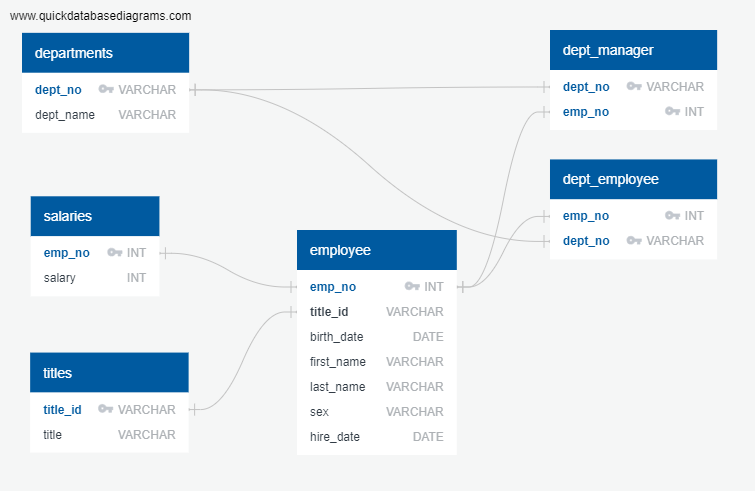 www.quickdatabasediagrams.com
departments
dept_no VARCHAR
dept_name VARCHAR
dept_manager
dept_no VARCHAR
emp_no INT
dept_employee
emp_no INT
dept_no VARCHAR
salaries
emp_no INT
salary INT
employee
emp_no INT
title_id VARCHAR
birth_date DATE
first_name VARCHAR
last_name VARCHAR
sex VARCHAR
hire_date DATE
titles
title_id VARCHAR
title VARCHAR